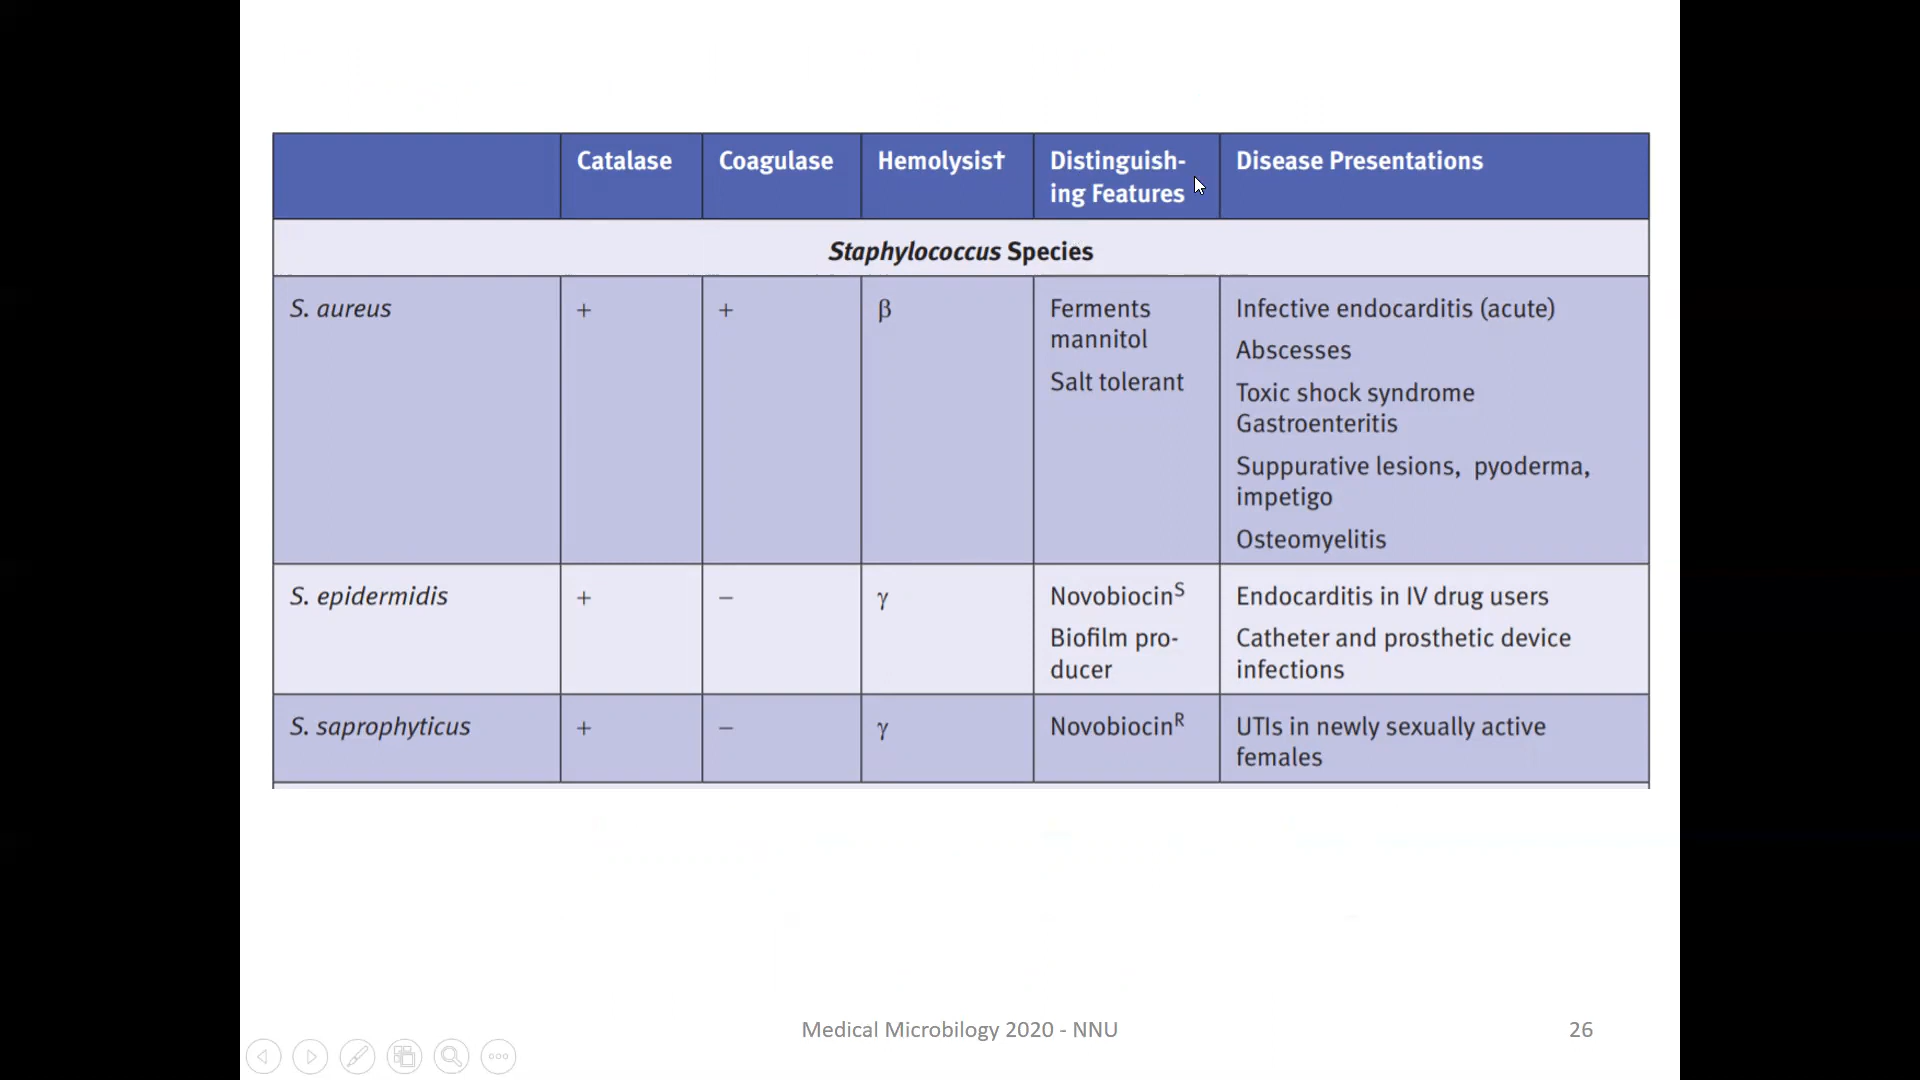 Catalase Coagulase Hemolysis† Distinguish- Disease Presentations
ing Features
Staphylococcus Species
S. aureus + + β Ferments Infective endocarditis (acute)
mannitol Abscesses
Salt tolerant Toxic shock syndrome
Gastroenteritis
Suppurative lesions, pyoderma,
impetigo
Osteomyelitis
S. epidermidis + − γ Novobiocin^S Endocarditis in IV drug users
Biofilm pro- Catheter and prosthetic device
ducer infections
S. saprophyticus + − γ Novobiocin^R UTIs in newly sexually active
females
Medical Microbilogy 2020 - NNU 26